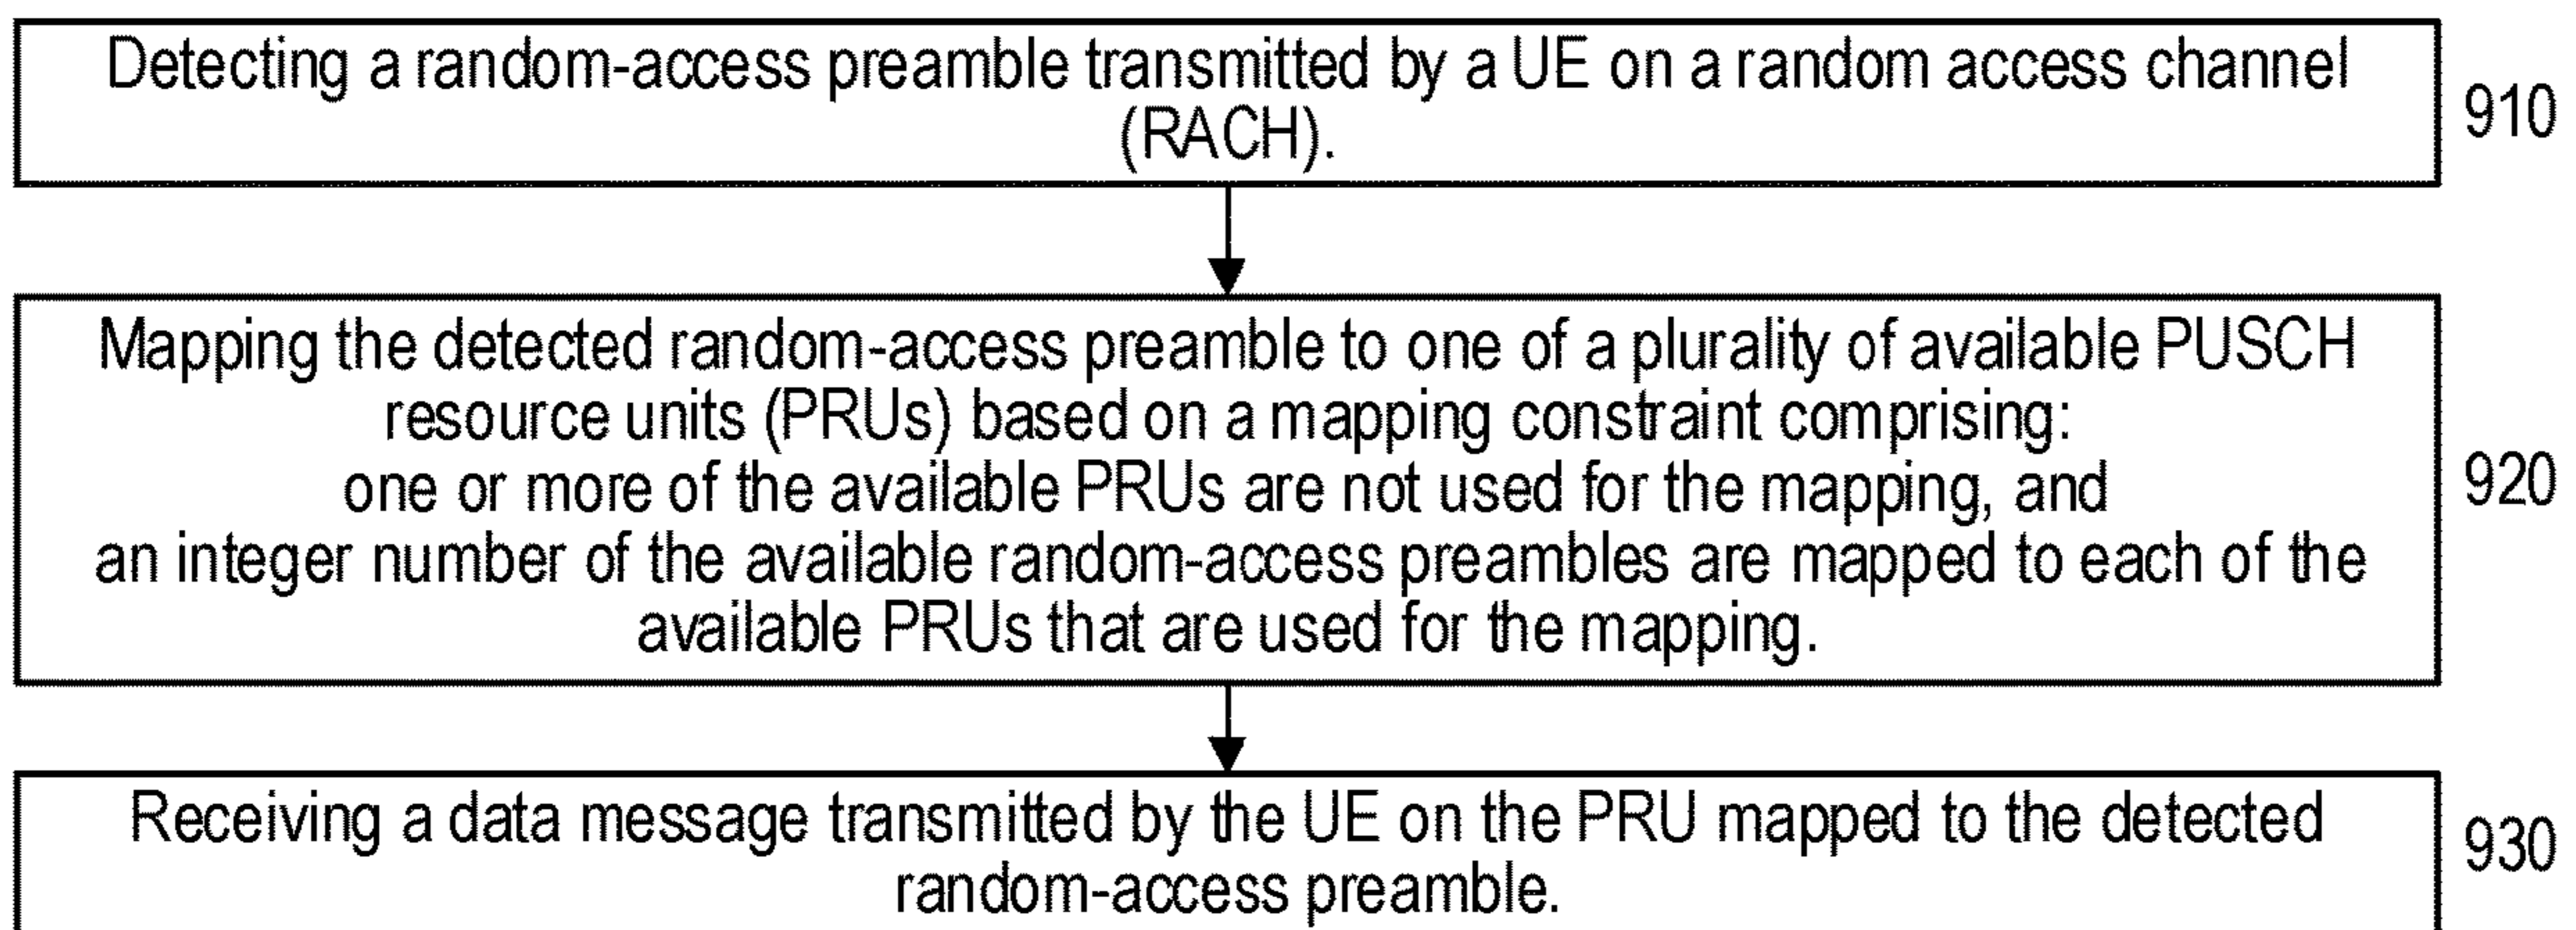 Detecting a random-access preamble transmitted by a UE on a random access channel
(RACH).
910
Mapping the detected random-access preamble to one of a plurality of available PUSCH
resource units (PRUs) based on a mapping constraint comprising:
one or more of the available PRUs are not used for the mapping, and
an integer number of the available random-access preambles are mapped to each of the
available PRUs that are used for the mapping.
920
Receiving a data message transmitted by the UE on the PRU mapped to the detected
random-access preamble.
930